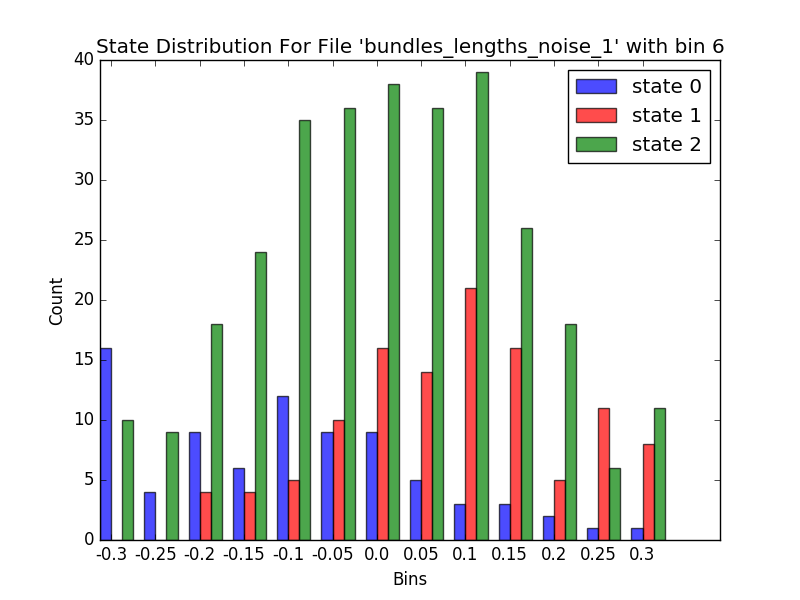 State Distribution For File 'bundles_lengths_noise_1' with bin 6
40
35
30
25
20
15
10
5
0
Count
state 0
state 1
state 2
-0.3 -0.25 -0.2 -0.15 -0.1 -0.05 0.0 0.05 0.1 0.15 0.2 0.25 0.3
Bins